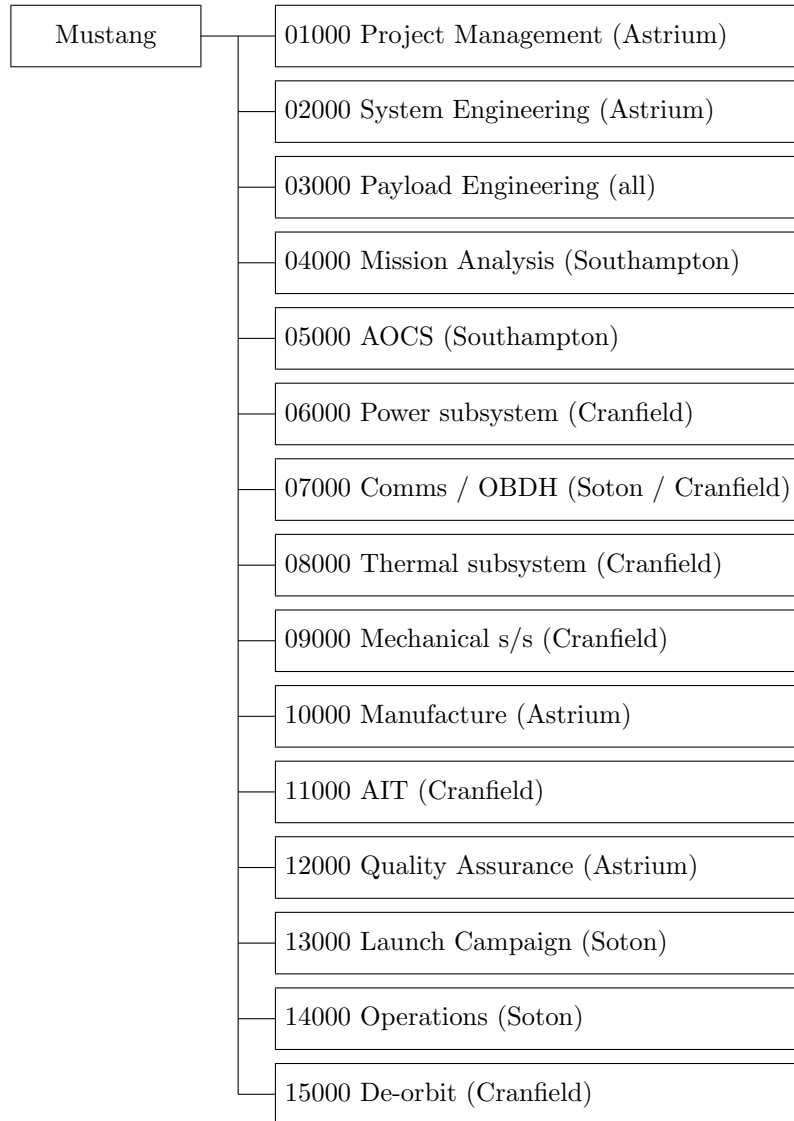 Mustang
01000 Project Management (Astrium)
02000 System Engineering (Astrium)
03000 Payload Engineering (all)
04000 Mission Analysis (Southampton)
05000 AOCS (Southampton)
06000 Power subsystem (Cranfield)
07000 Comms / OBDH (Soton / Cranfield)
08000 Thermal subsystem (Cranfield)
09000 Mechanical s/s (Cranfield)
10000 Manufacture (Astrium)
11000 AIT (Cranfield)
12000 Quality Assurance (Astrium)
13000 Launch Campaign (Soton)
14000 Operations (Soton)
15000 De-orbit (Cranfield)